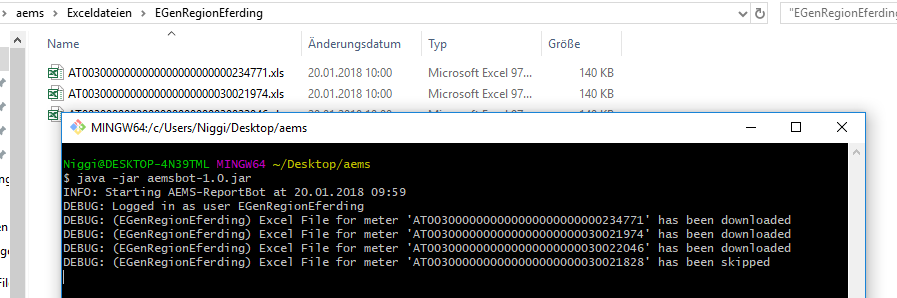 aems > Exceldateien > EGenRegionEferding
"EGenRegionEferding
Name Änderungsdatum Typ Größe
AT0030000000000000000000000234771.xls 20.01.2018 10:00 Microsoft Excel 97... 140 KB
AT0030000000000000000000030021974.xls 20.01.2018 10:00 Microsoft Excel 97... 140 KB
MINGW64:/c/Users/Niggi/Desktop/aems
Niggi@DESKTOP-4N39TML MINGW64 ~/Desktop/aems
$ java -jar aemsbot-1.0.jar
INFO: Starting AEMS-ReportBot at 20.01.2018 09:59
DEBUG: Logged in as user EGenRegionEferding
DEBUG: (EGenRegionEferding) Excel File for meter 'AT0030000000000000000000000234771' has been downloaded
DEBUG: (EGenRegionEferding) Excel File for meter 'AT0030000000000000000000030021974' has been downloaded
DEBUG: (EGenRegionEferding) Excel File for meter 'AT0030000000000000000000030022046' has been downloaded
DEBUG: (EGenRegionEferding) Excel File for meter 'AT0030000000000000000000030021828' has been skipped